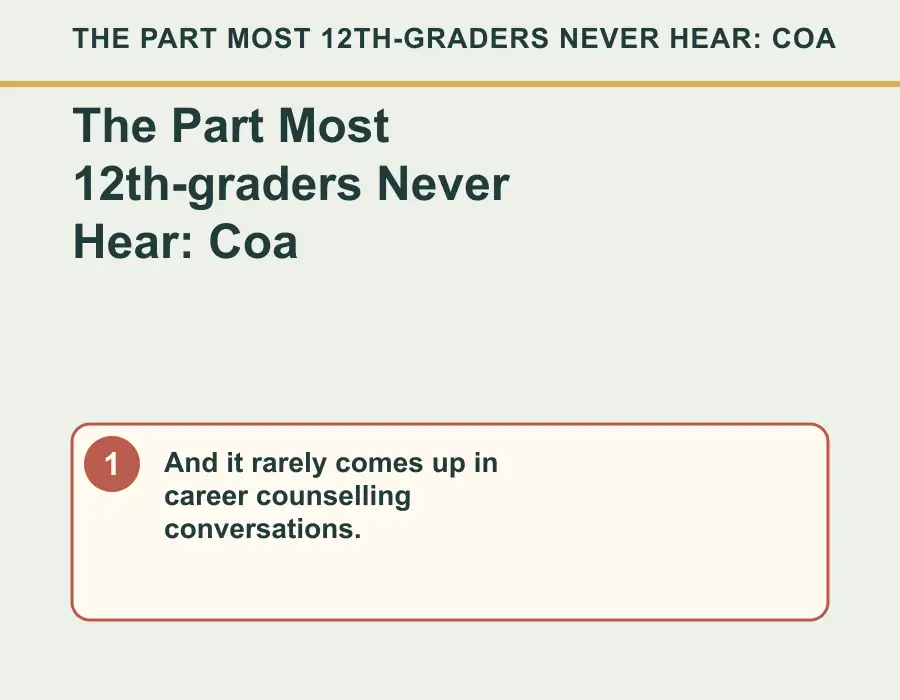 THE PART MOST 12TH-GRADERS NEVER HEAR: COA
The Part Most
12th-graders Never
Hear: Coa
1
And it rarely comes up in
career counselling
conversations.